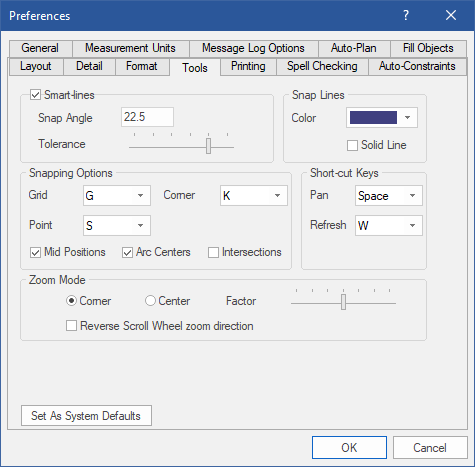 Preferences
General Measurement Units Message Log Options Auto-Plan Fill Objects
Layout Detail Format Tools Printing Spell Checking Auto-Constraints
Smart-lines Snap Lines
Snap Angle 22.5 Color
Tolerance Solid Line
Snapping Options Short-cut Keys
Grid G Corner K Pan Space
Point S Refresh W
Mid Positions Arc Centers Intersections
Zoom Mode
Corner Center Factor
Reverse Scroll Wheel zoom direction
Set As System Defaults
OK Cancel